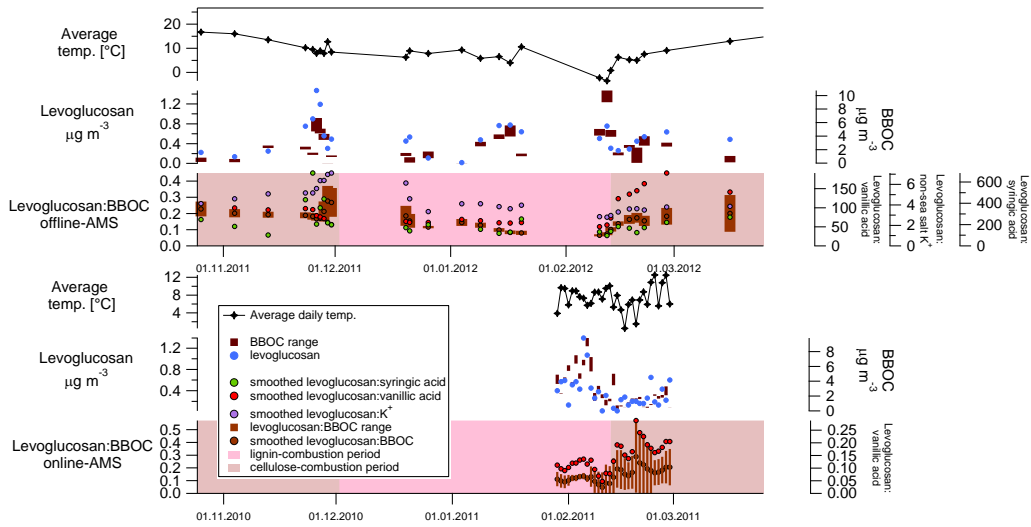 Average
temp. [°C]
20
10
0
Levoglucosan
µg m-3
1.2
0.8
0.4
0.0
10
8
6
4
2
0
BBOC
µg m-3
Levoglucosan:BBOC
offline-AMS
0.4
0.3
0.2
0.1
0.0
150
100
50
0
Levoglucosan:
vanillic acid
6
4
2
0
Levoglucosan:
non-sea salt K+
600
400
200
0
Levoglucosan:
syringic acid
01.11.2011
01.12.2011
01.01.2012
01.02.2012
01.03.2012
Average
temp. [°C]
12
8
4
Average daily temp.
BBOC range
levoglucosan
smoothed levoglucosan:syringic acid
smoothed levoglucosan:vanillic acid
smoothed levoglucosan:K+
levoglucosan:BBOC range
smoothed levoglucosan:BBOC
lignin-combustion period
cellulose-combustion period
Levoglucosan
µg m-3
1.2
0.8
0.4
8
6
4
2
0
BBOC
µg m-3
Levoglucosan:BBOC
online-AMS
0.5
0.4
0.3
0.2
0.1
0.0
0.25
0.20
0.15
0.10
0.05
0.00
Levoglucosan:
vanillic acid
01.11.2010
01.12.2010
01.01.2011
01.02.2011
01.03.2011